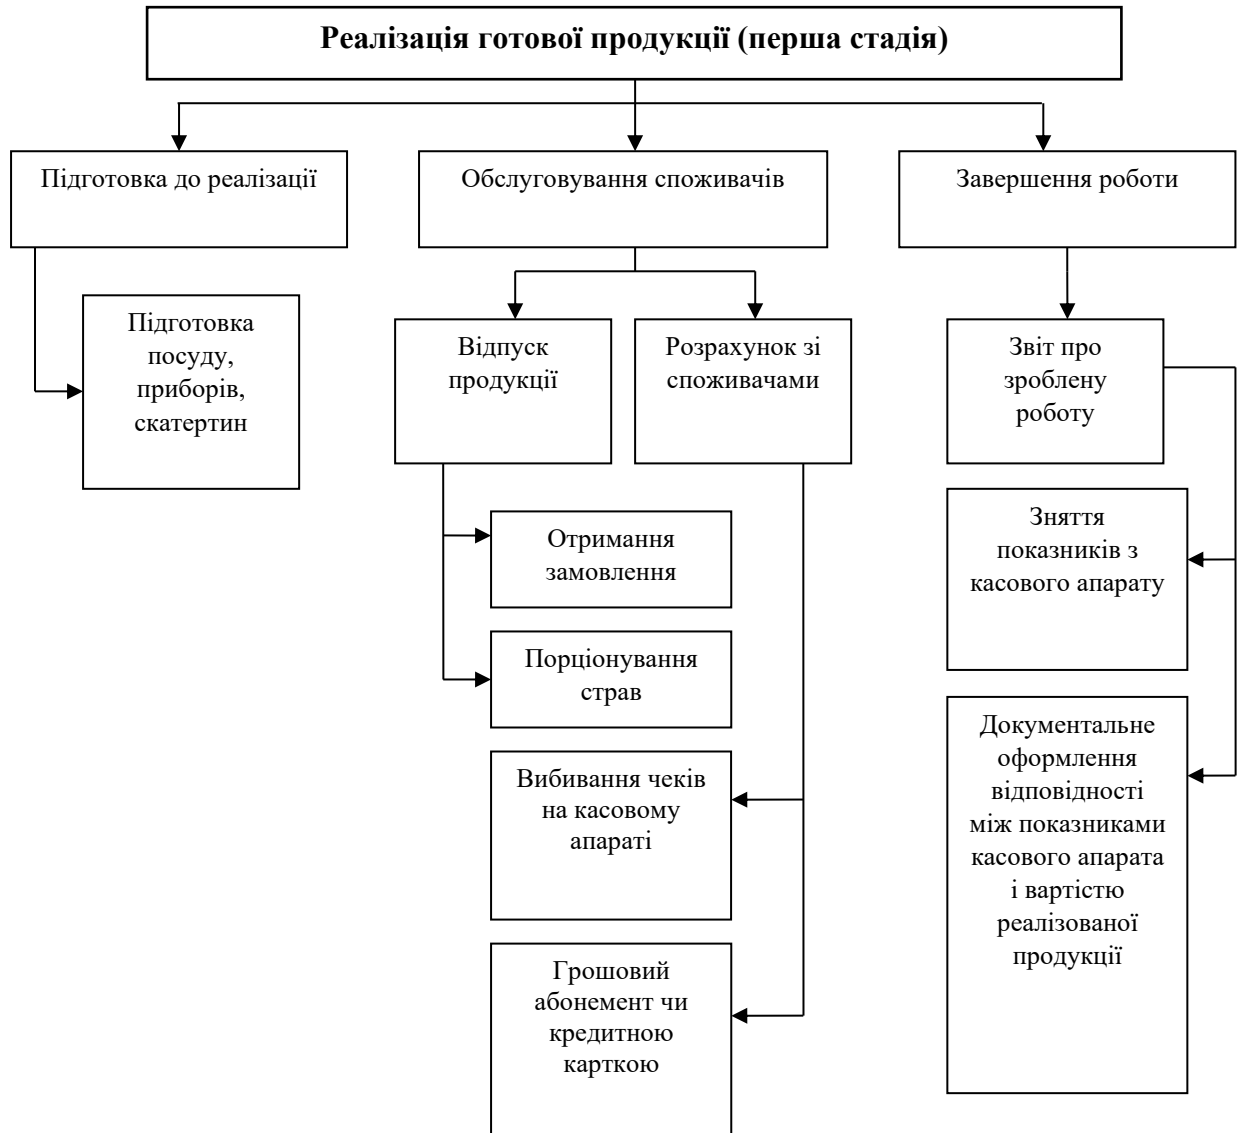 Реалізація готової продукції (перша стадія)
Підготовка до реалізації
Обслуговування споживачів
Завершення роботи
Підготовка
посуду,
приборів,
скатертин
Відпуск
продукції
Розрахунок зі
споживачами
Звіт про
зроблену
роботу
Отримання
замовлення
Порціонування
страв
Вибивання чеків
на касовому
апараті
Грошовий
абонемент чи
кредитною
карткою
Зняття
показників з
касового апарату
Документальне
оформлення
відповідності
між показниками
касового апарата
і вартістю
реалізованої
продукції